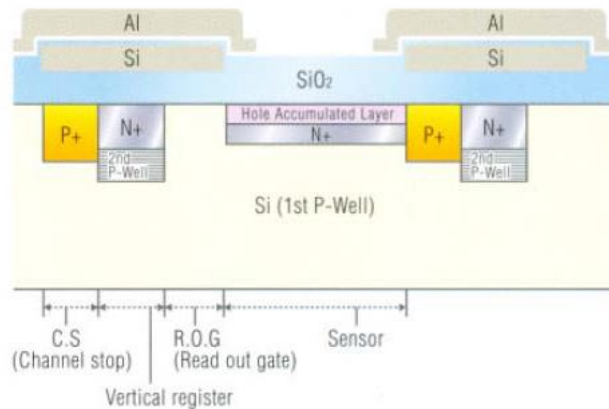 Al
Al
Si
Si
SiO2
Hole Accumulated Layer
P+
N+
N+
P+
N+
2nd
P-Well
2nd
P-Well
Si (1st P-Well)
C.S
(Channel stop)
R.O.G
(Read out gate)
Sensor
Vertical register